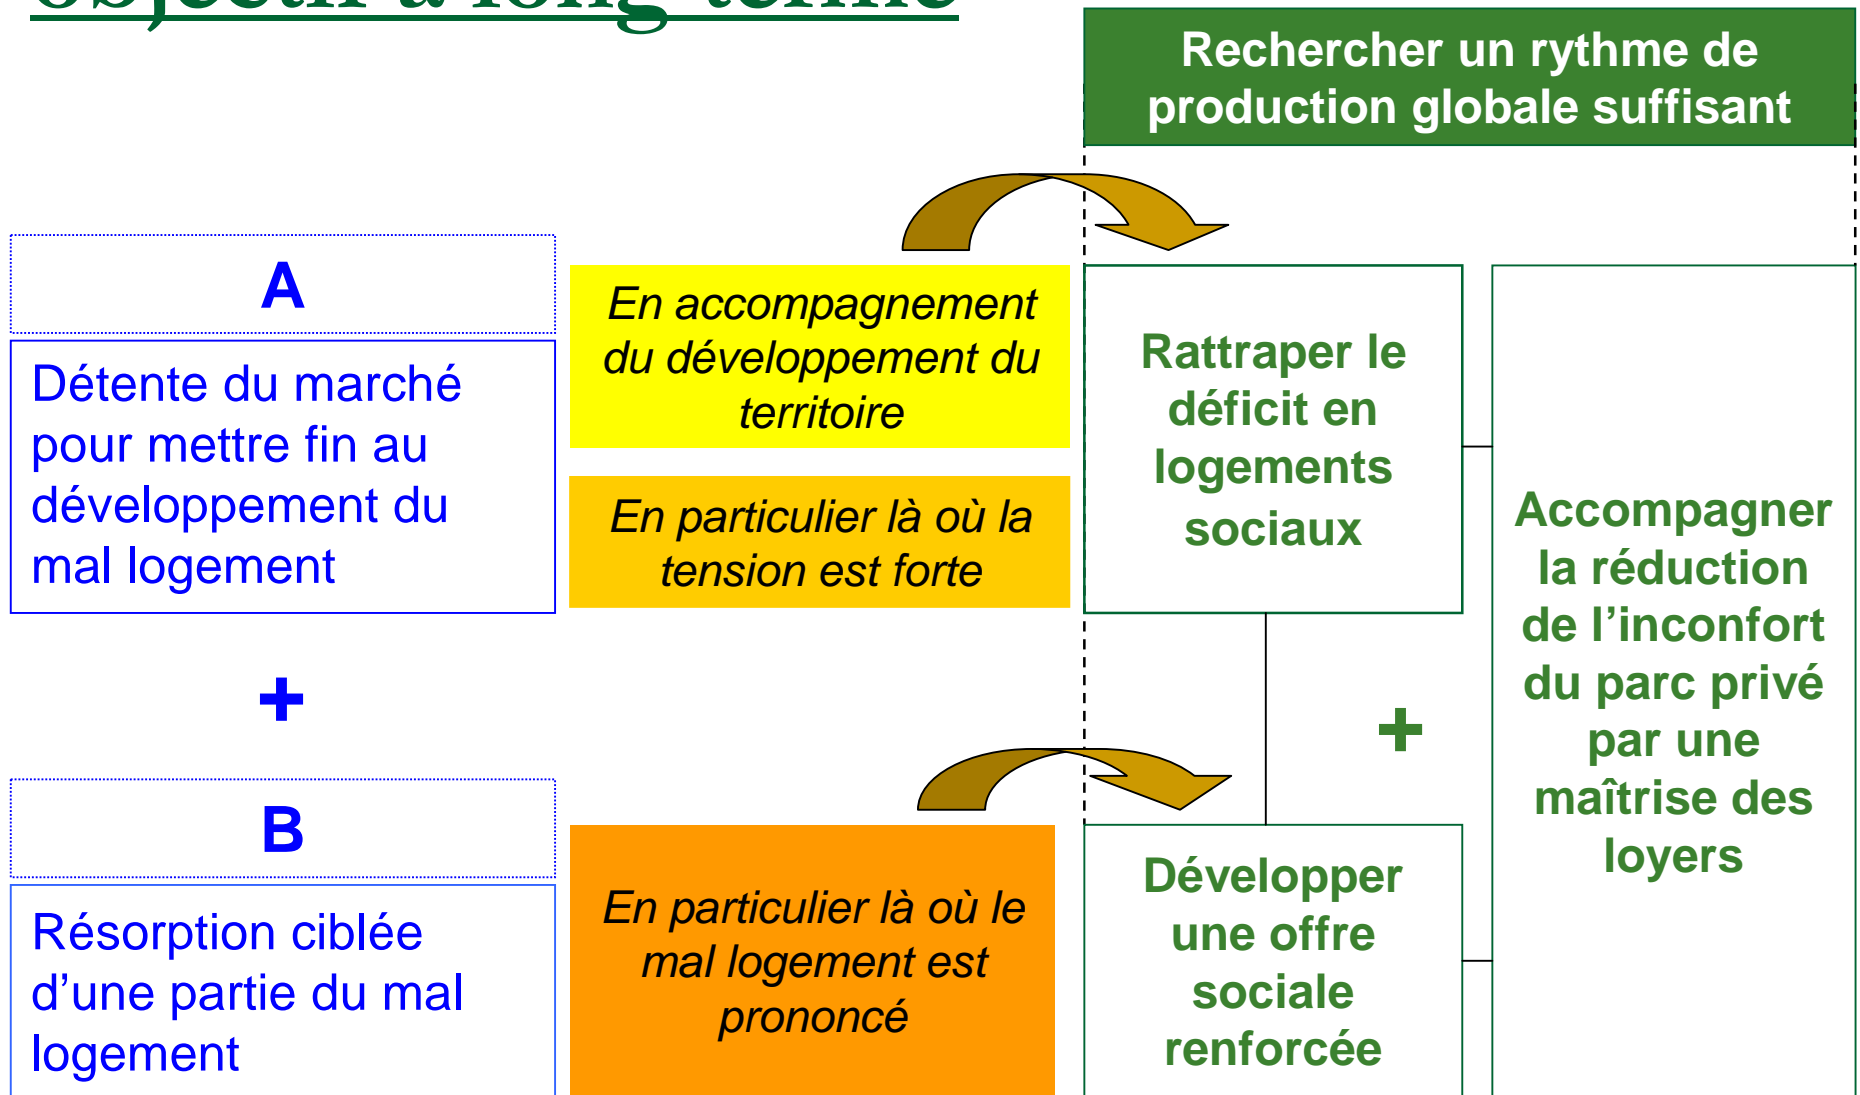 objectif à long terme
Rechercher un rythme de
production globale suffisant
A
Détente du marché
pour mettre fin au
développement du
mal logement
En accompagnement
du développement du
territoire
En particulier là où la
tension est forte
Rattraper le
déficit en
logements
sociaux
Accompagner
la réduction
de l’inconfort
du parc privé
par une
maîtrise des
loyers
+
+
B
Résorption ciblée
d’une partie du mal
logement
En particulier là où le
mal logement est
prononcé
Développer
une offre
sociale
renforcée